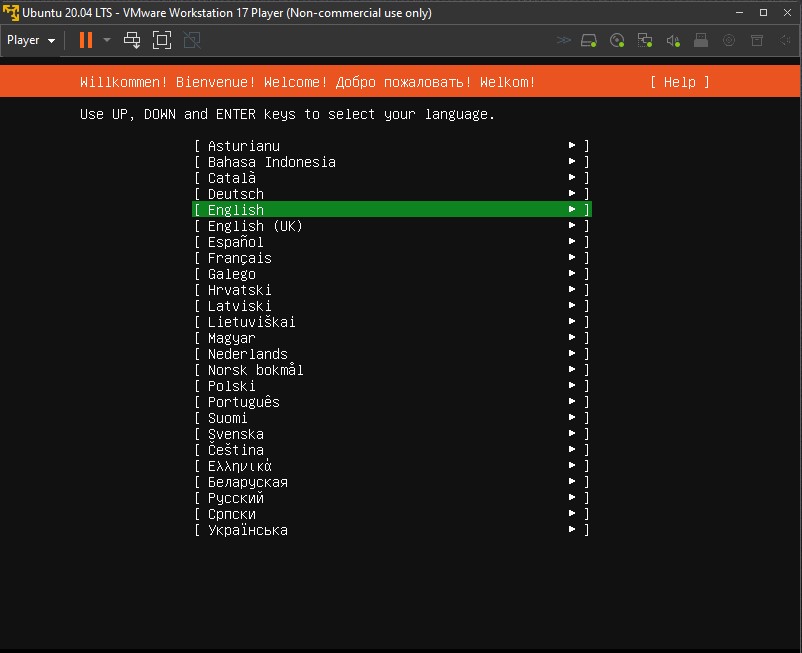 Ubuntu 20.04 LTS - VMware Workstation 17 Player (Non-commercial use only)
Player
Willkommen! Bienvenue! Welcome! Добро пожаловать! Welkom! [ Help ]
Use UP, DOWN and ENTER keys to select your language.
[ Asturianu ▸ ]
[ Bahasa Indonesia ▸ ]
[ Català ▸ ]
[ Deutsch ▸ ]
[ English ▸ ]
[ English (UK) ▸ ]
[ Español ▸ ]
[ Français ▸ ]
[ Galego ▸ ]
[ Hrvatski ▸ ]
[ Latviski ▸ ]
[ Lietuviškai ▸ ]
[ Magyar ▸ ]
[ Nederlands ▸ ]
[ Norsk bokmål ▸ ]
[ Polski ▸ ]
[ Português ▸ ]
[ Suomi ▸ ]
[ Svenska ▸ ]
[ Čeština ▸ ]
[ Ελληνικά ▸ ]
[ Беларуская ▸ ]
[ Русский ▸ ]
[ Српски ▸ ]
[ Українська ▸ ]